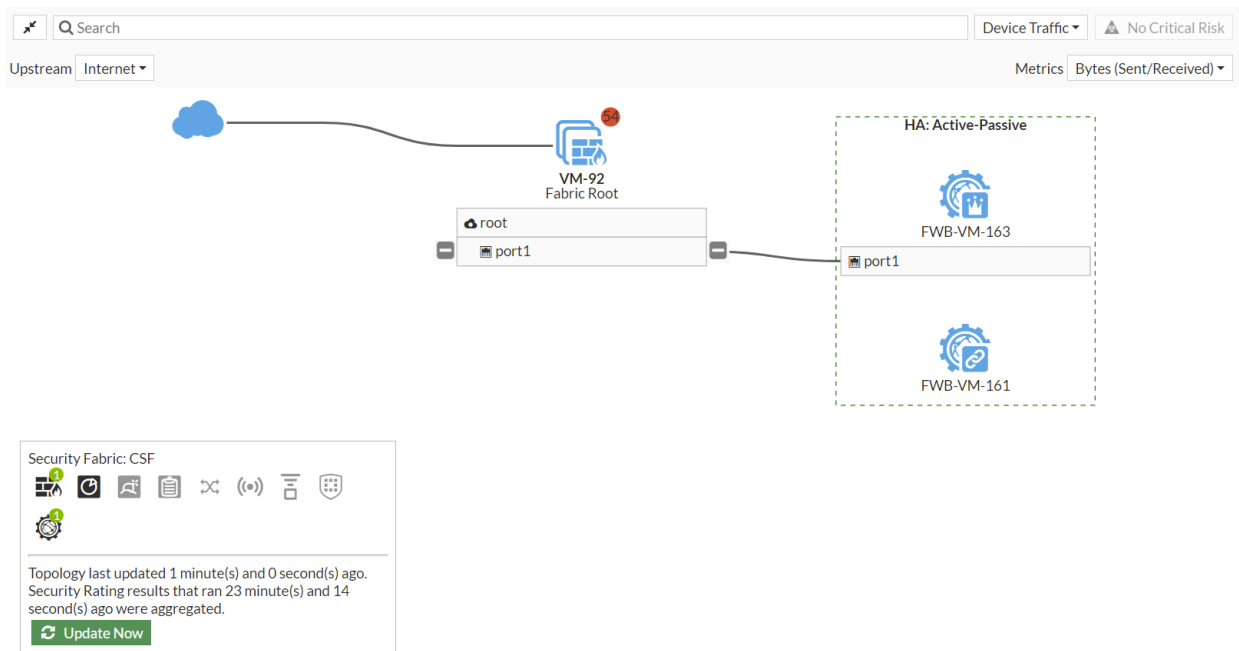 Search
Device Traffic
No Critical Risk
Upstream
Internet
Metrics
Bytes (Sent/Received)
54
HA: Active-Passive
VM-92
Fabric Root
root
port1
FWB-VM-163
port1
FWB-VM-161
Security Fabric: CSF
1
1
Topology last updated 1 minute(s) and 0 second(s) ago.
Security Rating results that ran 23 minute(s) and 14
second(s) ago were aggregated.
Update Now